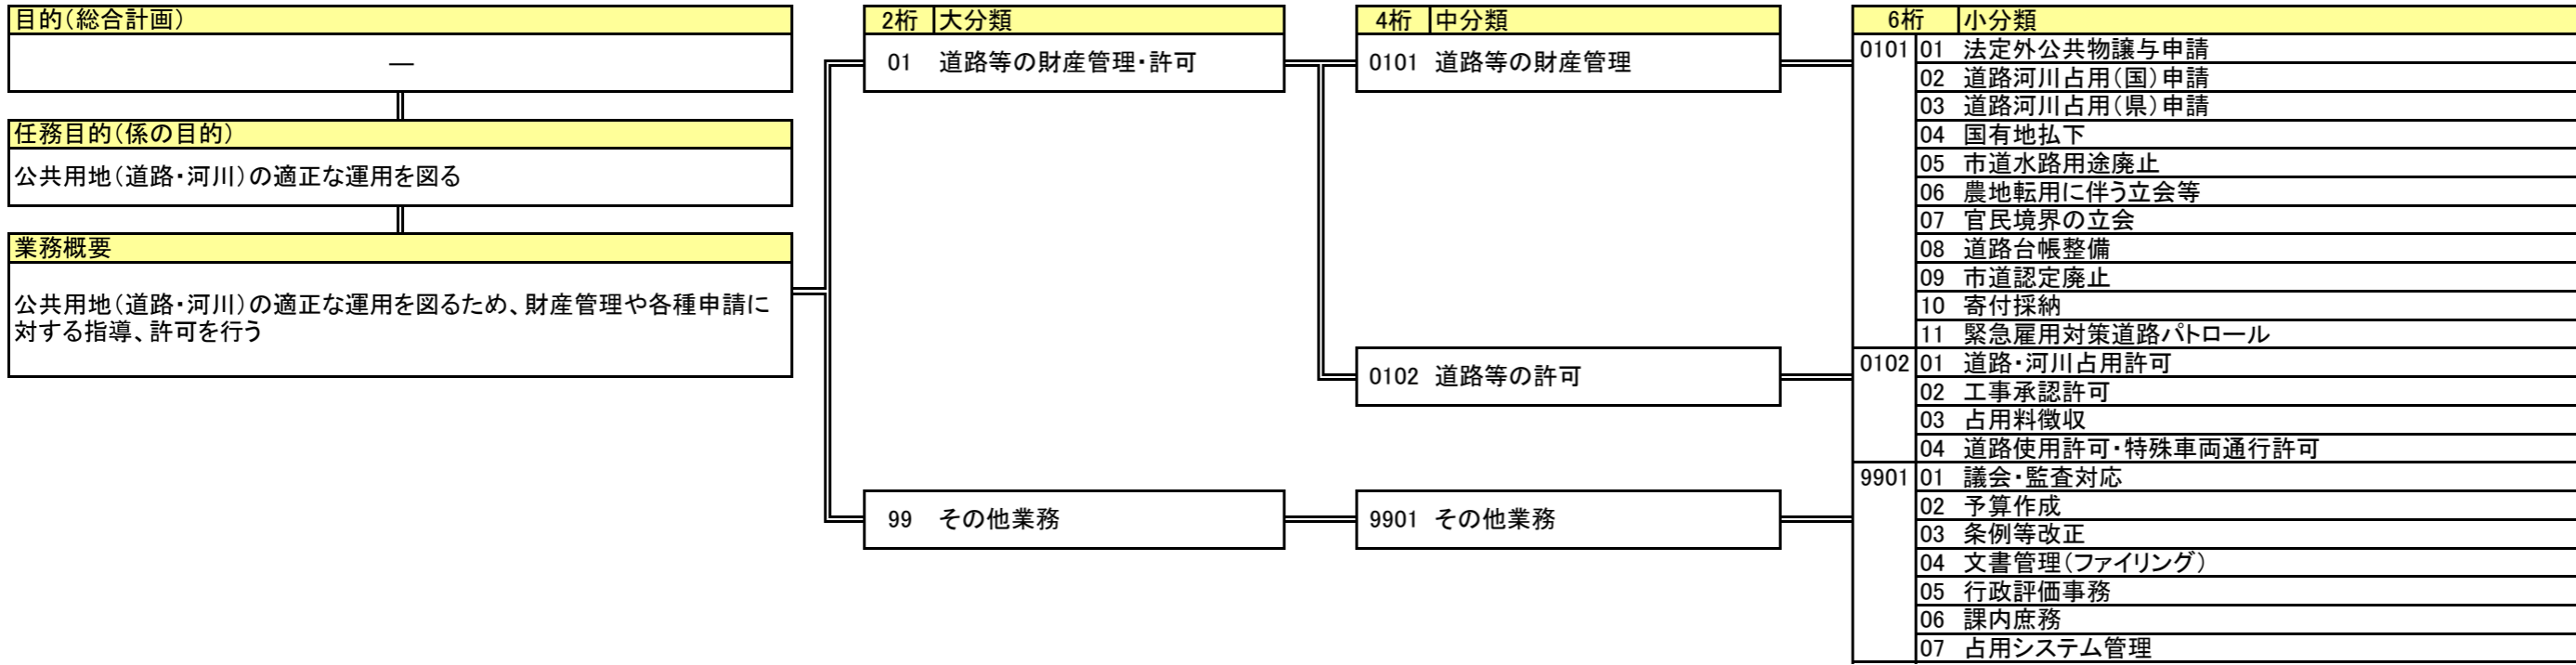 目的(総合計画)
―
任務目的(係の目的)
公共用地(道路・河川)の適正な運用を図る
業務概要
公共用地(道路・河川)の適正な運用を図るため、財産管理や各種申請に
対する指導、許可を行う
2桁 大分類
01 道路等の財産管理・許可
99 その他業務
4桁 中分類
0101 道路等の財産管理
0102 道路等の許可
9901 その他業務
6桁 小分類
0101 01 法定外公共物譲与申請
02 道路河川占用(国)申請
03 道路河川占用(県)申請
04 国有地払下
05 市道水路用途廃止
06 農地転用に伴う立会等
07 官民境界の立会
08 道路台帳整備
09 市道認定廃止
10 寄付採納
11 緊急雇用対策道路パトロール
0102 01 道路・河川占用許可
02 工事承認許可
03 占用料徴収
04 道路使用許可・特殊車両通行許可
9901 01 議会・監査対応
02 予算作成
03 条例等改正
04 文書管理(ファイリング)
05 行政評価事務
06 課内庶務
07 占用システム管理